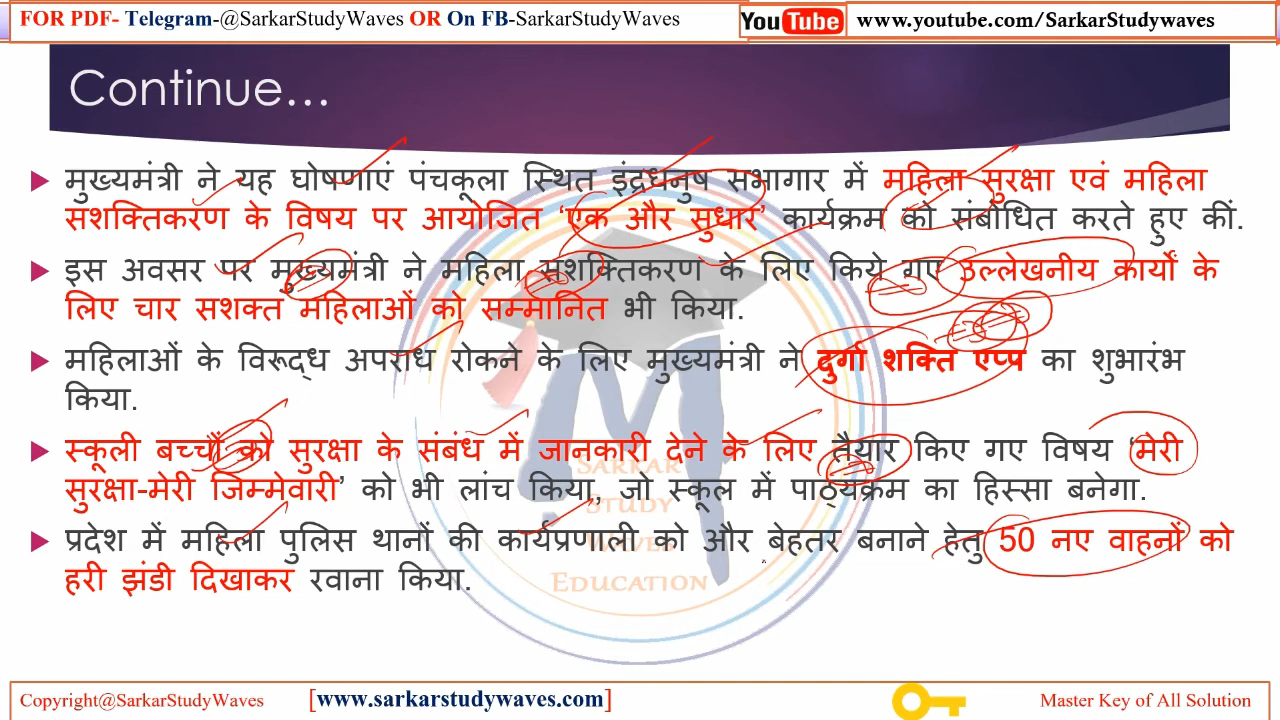 FOR PDF- Telegram-@SarkarStudyWaves OR On FB-SarkarStudyWaves
YouTube www.youtube.com/SarkarStudywaves
Continue…
मुख्यमंत्री ने यह घोषणाएं पंचकूला स्थित इंद्रधनुष सभागार में महिला सुरक्षा एवं महिला
सशक्तिकरण के विषय पर आयोजित ‘एक और सुधार’ कार्यक्रम को संबोधित करते हुए कीं.
इस अवसर पर मुख्यमंत्री ने महिला सशक्तिकरण के लिए किये गए उल्लेखनीय कार्यों के
लिए चार सशक्त महिलाओं को सम्मानित भी किया.
महिलाओं के विरूद्ध अपराध रोकने के लिए मुख्यमंत्री ने दुर्गा शक्ति एप्प का शुभारंभ
किया.
स्कूली बच्चों को सुरक्षा के संबंध में जानकारी देने के लिए तैयार किए गए विषय ‘मेरी
सुरक्षा-मेरी जिम्मेवारी’ को भी लांच किया, जो स्कूल में पाठ्यक्रम का हिस्सा बनेगा.
प्रदेश में महिला पुलिस थानों की कार्यप्रणाली को और बेहतर बनाने हेतु 50 नए वाहनों को
हरी झंडी दिखाकर रवाना किया.
SARKAR
STUDY
WAVES
EDUCATION
Copyright@SarkarStudyWaves
[www.sarkarstudywaves.com]
Master Key of All Solution